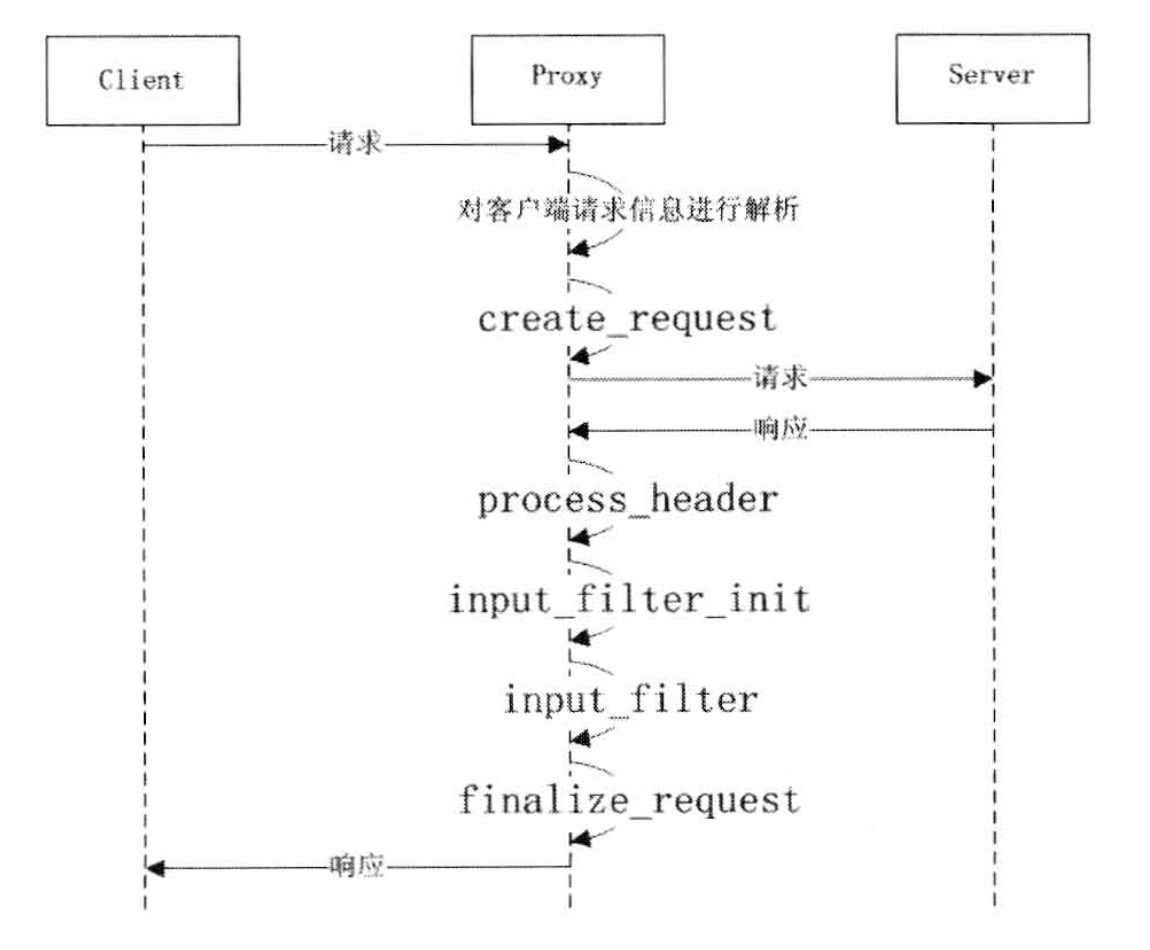 Client
Proxy
Server
请求
对客户端请求信息进行解析
create_request
请求
响应
process_header
input_filter_init
input_filter
finalize_request
响应